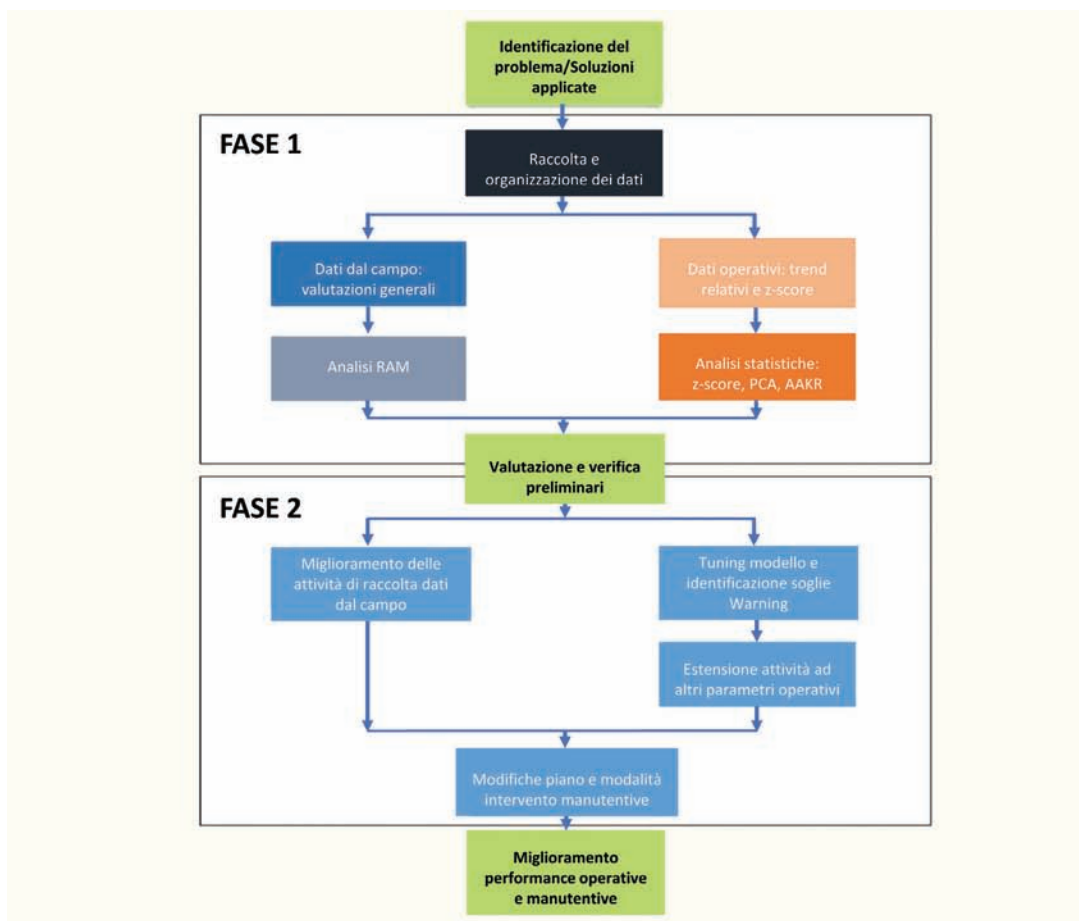 Identificazione del
problema/Soluzioni
applicate
FASE 1
Raccolta e
organizzazione dei dati
Dati dal campo:
valutazioni generali
Dati operativi: trend
relativi e z-score
Analisi RAM
Analisi statistiche:
z-score, PCA, AAKR
Valutazione e verifica
preliminari
FASE 2
Miglioramento delle
attività di raccolta dati
dal campo
Tuning modello e
identificazione soglie
Warning
Estensione attività ad
altri parametri operativi
Modifiche piano e modalità
intervento manutentive
Miglioramento
performance operative
e manutentive